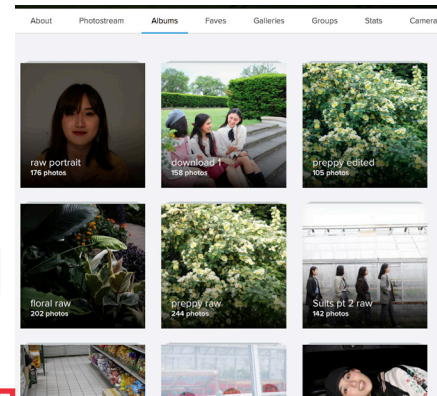 About Photostream Albums Faves Galleries Groups Stats Camera
raw portrait
176 photos
download 1
158 photos
preppy edited
105 photos
floral raw
202 photos
preppy raw
244 photos
Suits pt 2 raw
142 photos